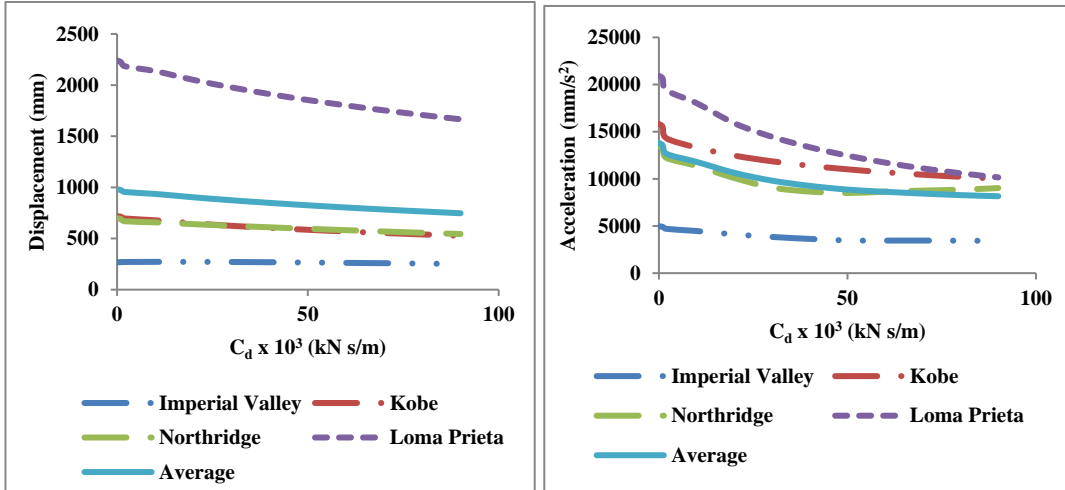 2500
2000
1500
1000
500
0
0 50 100
Displacement (mm)
C_d x 10³ (kN s/m)
Imperial Valley Kobe
Northridge Loma Prieta
Average
25000
20000
15000
10000
5000
0
0 50 100
Acceleration (mm/s²)
C_d x 10³ (kN s/m)
Imperial Valley Kobe
Northridge Loma Prieta
Average